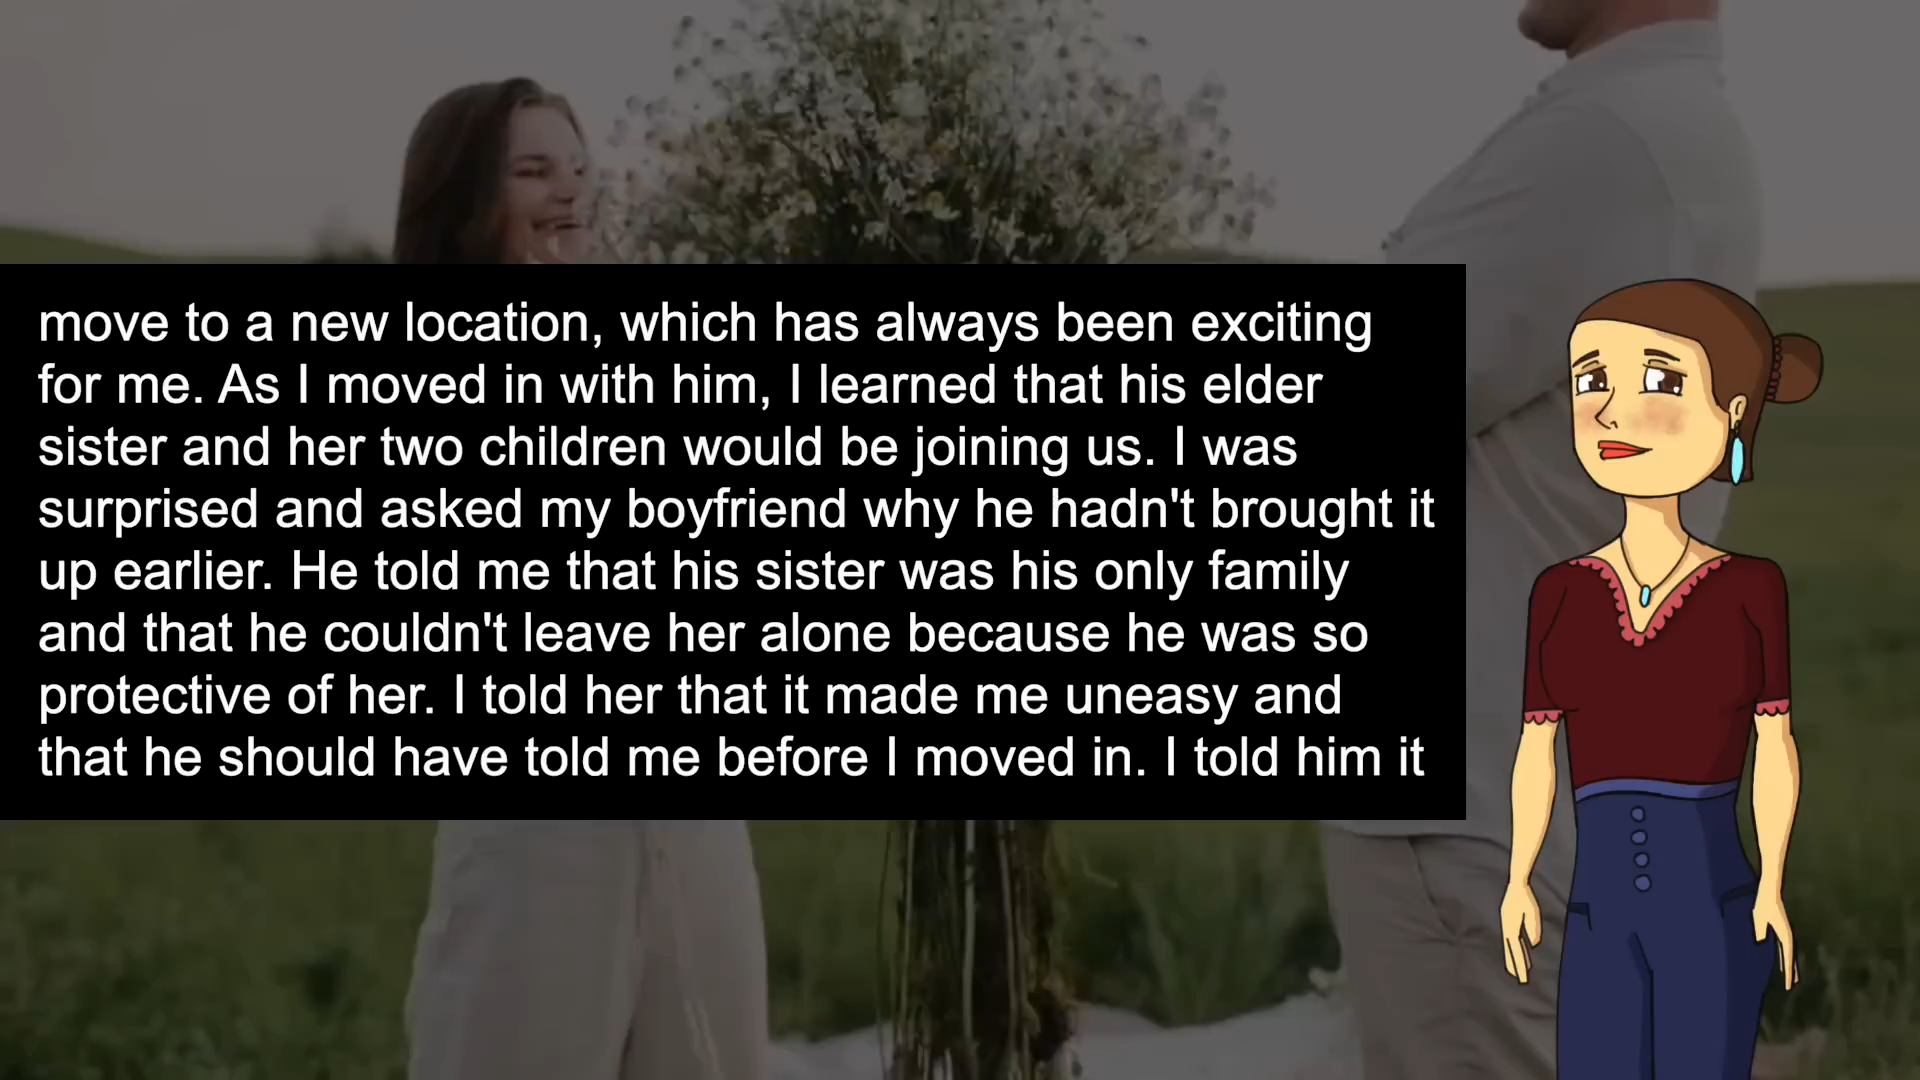 move to a new location, which has always been exciting
for me. As I moved in with him, I learned that his elder
sister and her two children would be joining us. I was
surprised and asked my boyfriend why he hadn't brought it
up earlier. He told me that his sister was his only family
and that he couldn't leave her alone because he was so
protective of her. I told her that it made me uneasy and
that he should have told me before I moved in. I told him it